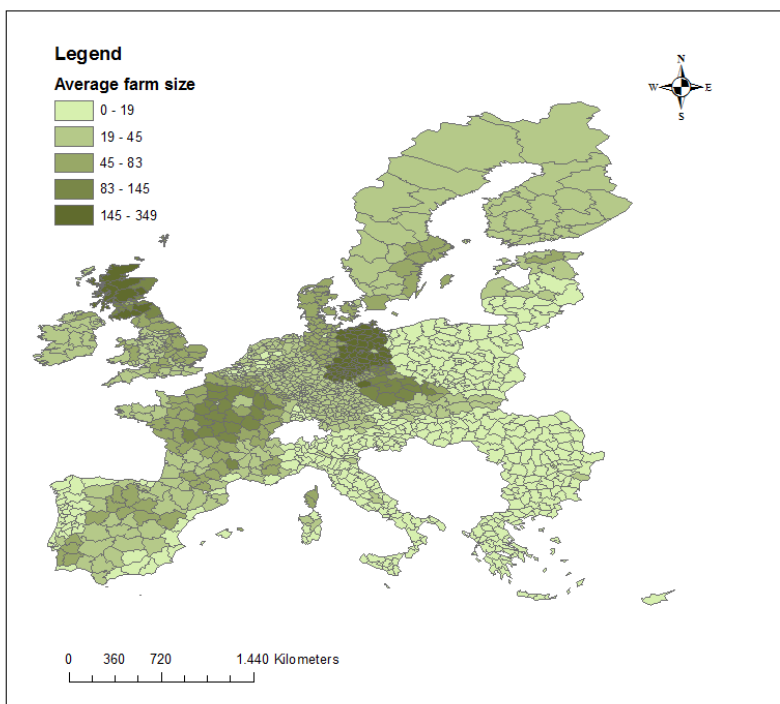 Legend
Average farm size
0 - 19
19 - 45
45 - 83
83 - 145
145 - 349
N
W E
S
0 360 720 1.440 Kilometers